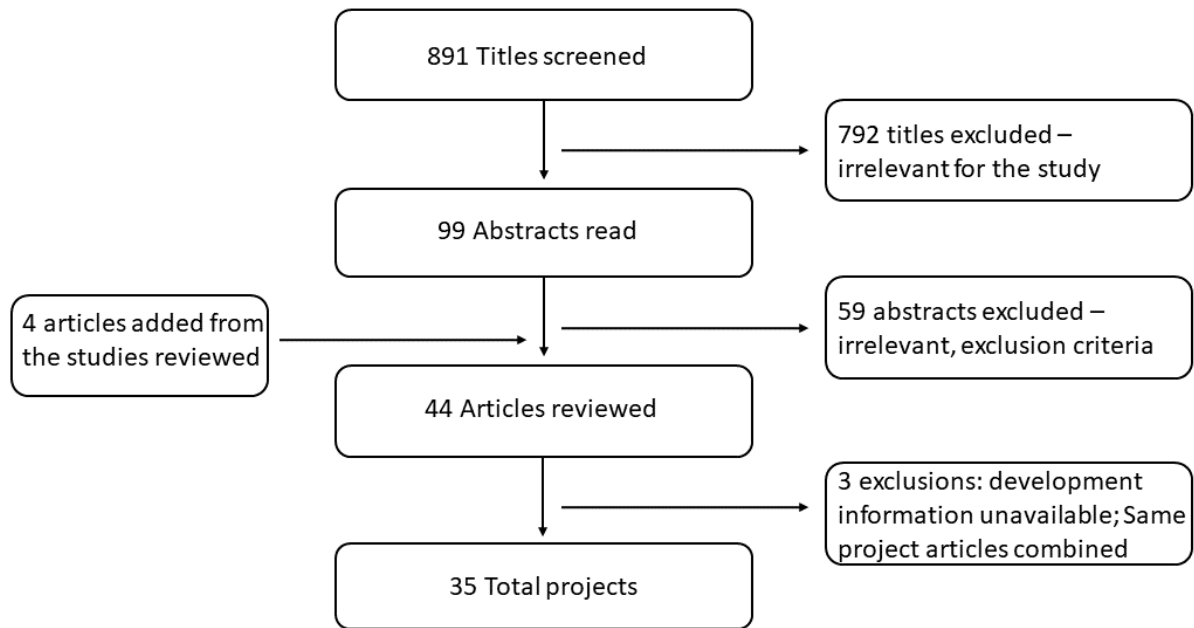 891 Titles screened
792 titles excluded –
irrelevant for the study
99 Abstracts read
4 articles added from
the studies reviewed
59 abstracts excluded –
irrelevant, exclusion criteria
44 Articles reviewed
3 exclusions: development
information unavailable; Same
project articles combined
35 Total projects